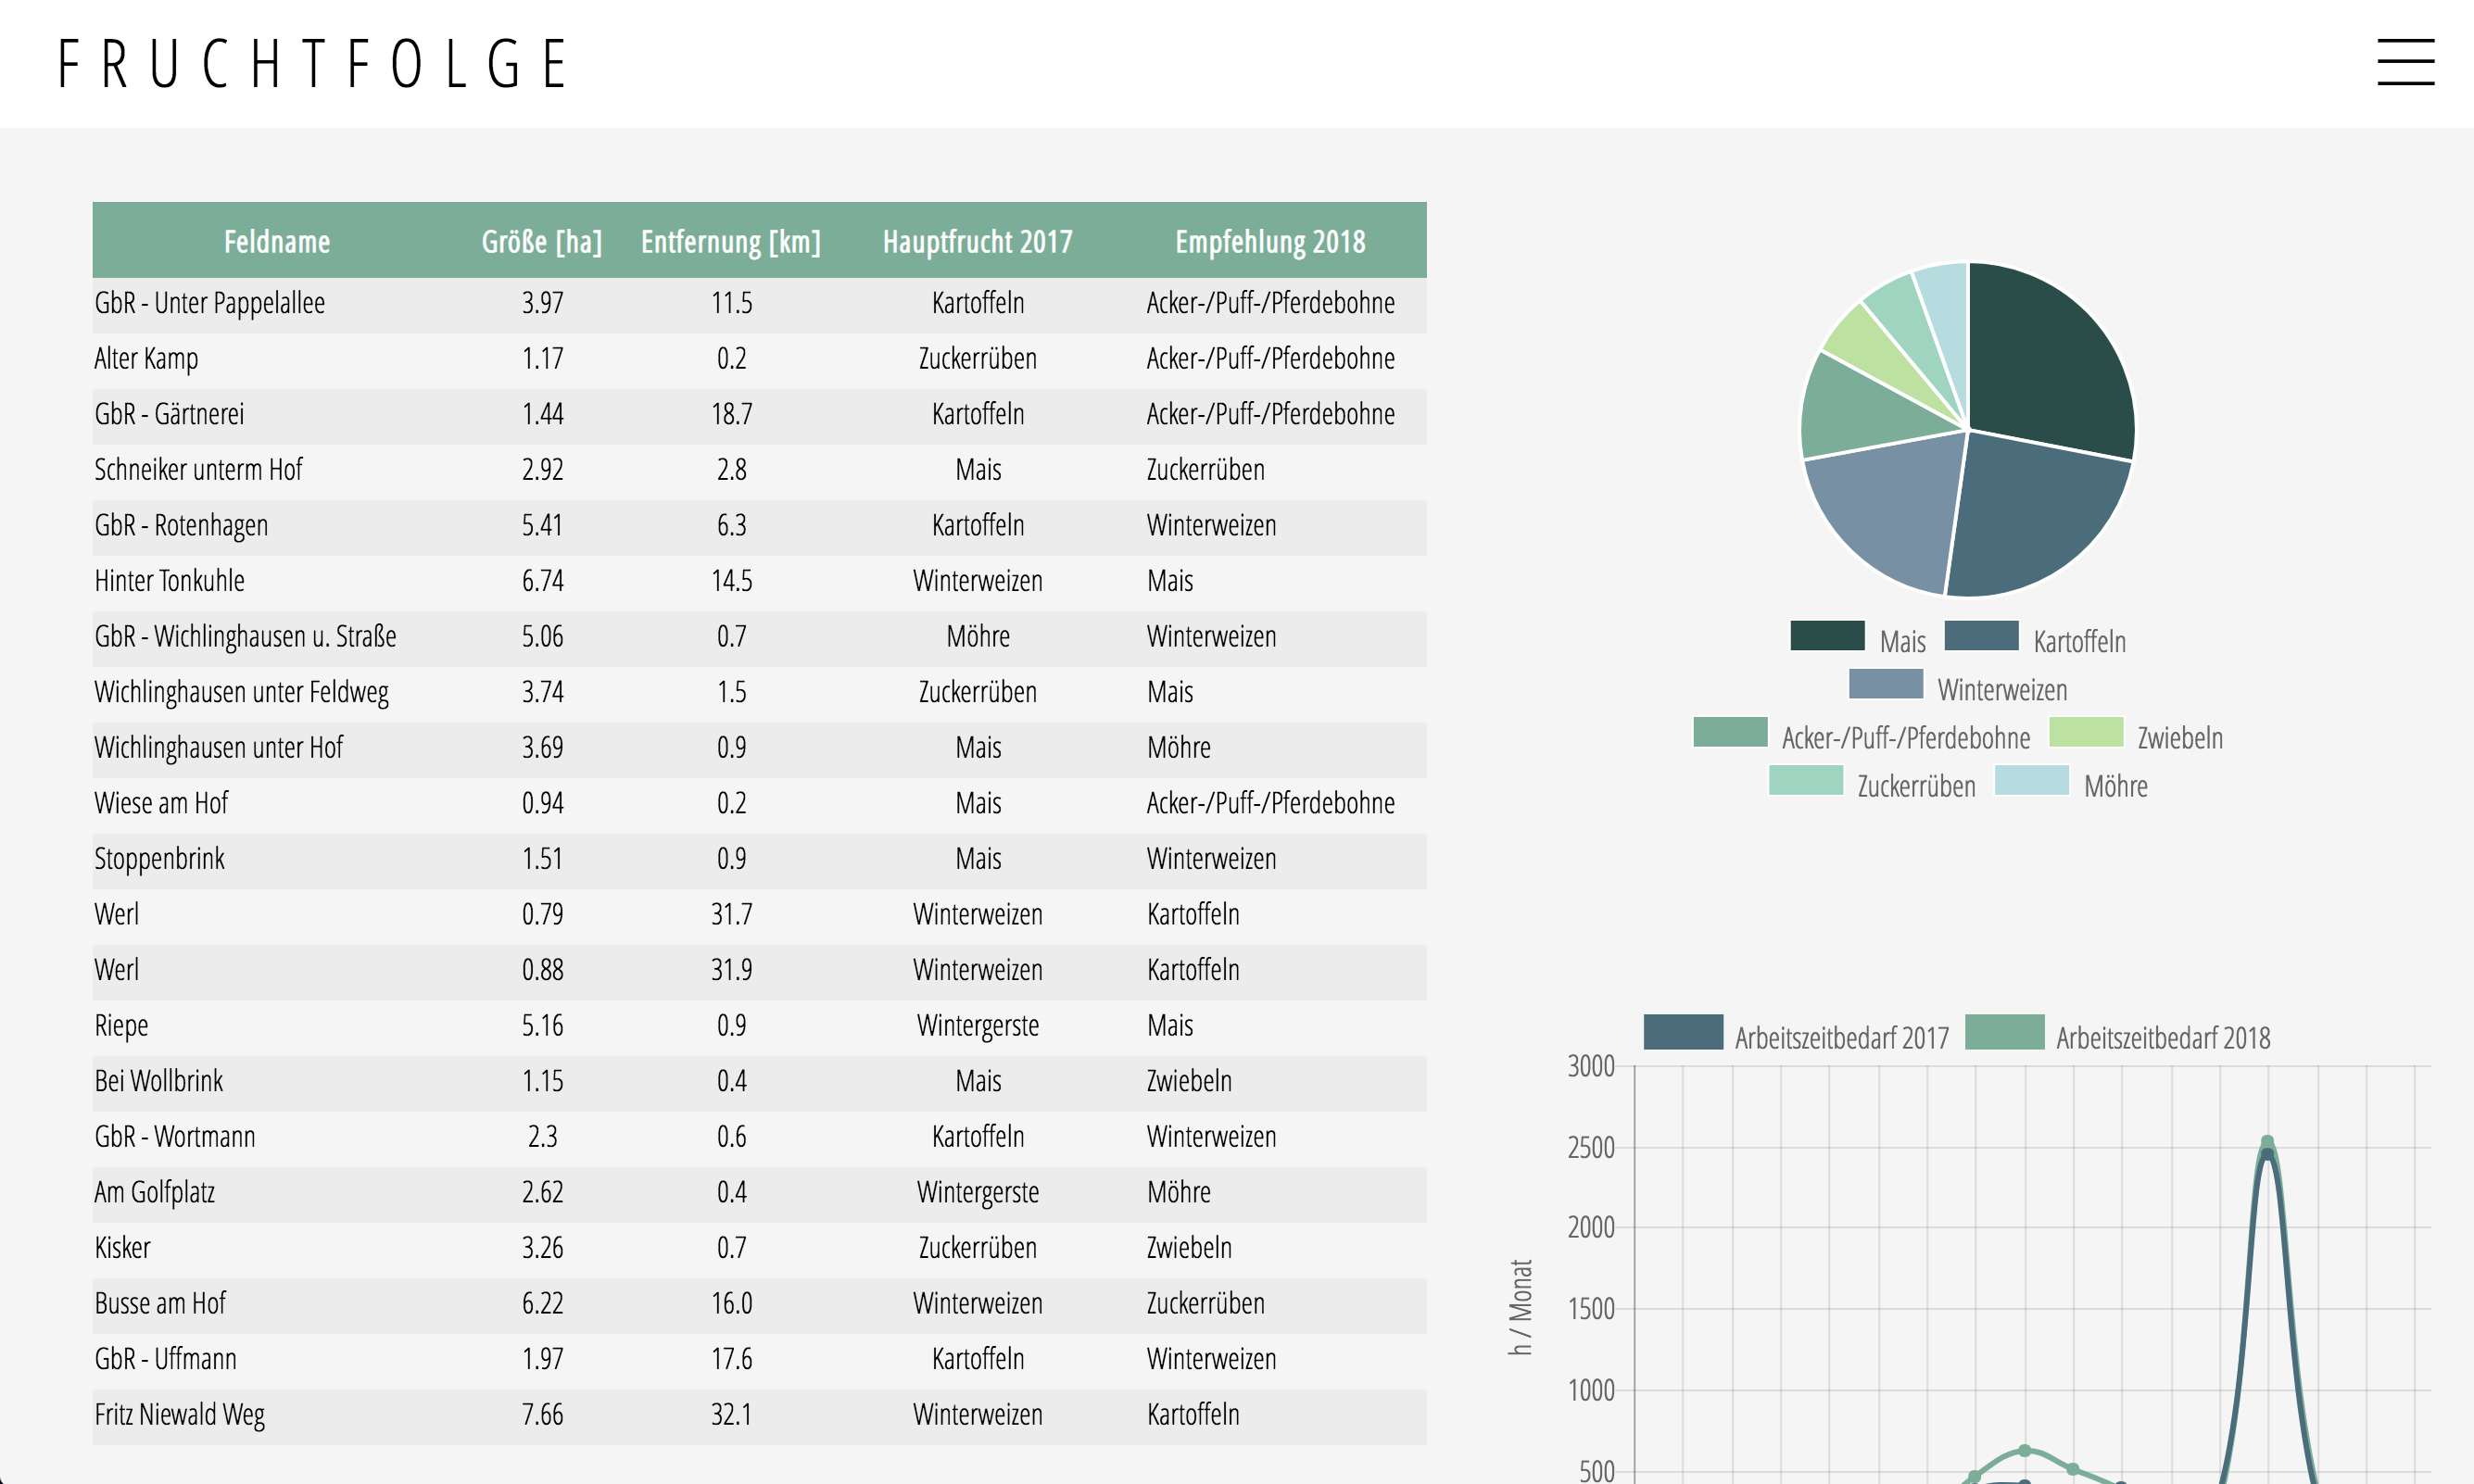 FRUCHTFOLGE
Feldname Größe [ha] Entfernung [km] Hauptfrucht 2017 Empfehlung 2018
GbR - Unter Pappelallee 3.97 11.5 Kartoffeln Acker-/Puff-/Pferdebohne
Alter Kamp 1.17 0.2 Zuckerrüben Acker-/Puff-/Pferdebohne
GbR - Gärtnerei 1.44 18.7 Kartoffeln Acker-/Puff-/Pferdebohne
Schneiker unterm Hof 2.92 2.8 Mais Zuckerrüben
GbR - Rotenhagen 5.41 6.3 Kartoffeln Winterweizen
Hinter Tonkuhle 6.74 14.5 Winterweizen Mais
GbR - Wichlinghausen u. Straße 5.06 0.7 Möhre Winterweizen
Wichlinghausen unter Feldweg 3.74 1.5 Zuckerrüben Mais
Wichlinghausen unter Hof 3.69 0.9 Mais Möhre
Wiese am Hof 0.94 0.2 Mais Acker-/Puff-/Pferdebohne
Stoppenbrink 1.51 0.9 Mais Winterweizen
Werl 0.79 31.7 Winterweizen Kartoffeln
Werl 0.88 31.9 Winterweizen Kartoffeln
Riepe 5.16 0.9 Wintergerste Mais
Bei Wollbrink 1.15 0.4 Mais Zwiebeln
GbR - Wortmann 2.3 0.6 Kartoffeln Winterweizen
Am Golfplatz 2.62 0.4 Wintergerste Möhre
Kisker 3.26 0.7 Zuckerrüben Zwiebeln
Busse am Hof 6.22 16.0 Winterweizen Zuckerrüben
GbR - Uffmann 1.97 17.6 Kartoffeln Winterweizen
Fritz Niewald Weg 7.66 32.1 Winterweizen Kartoffeln
Mais Kartoffeln
Winterweizen
Acker-/Puff-/Pferdebohne Zwiebeln
Zuckerrüben Möhre
Arbeitszeitbedarf 2017 Arbeitszeitbedarf 2018
3000
2500
2000
1500
1000
500
h / Monat